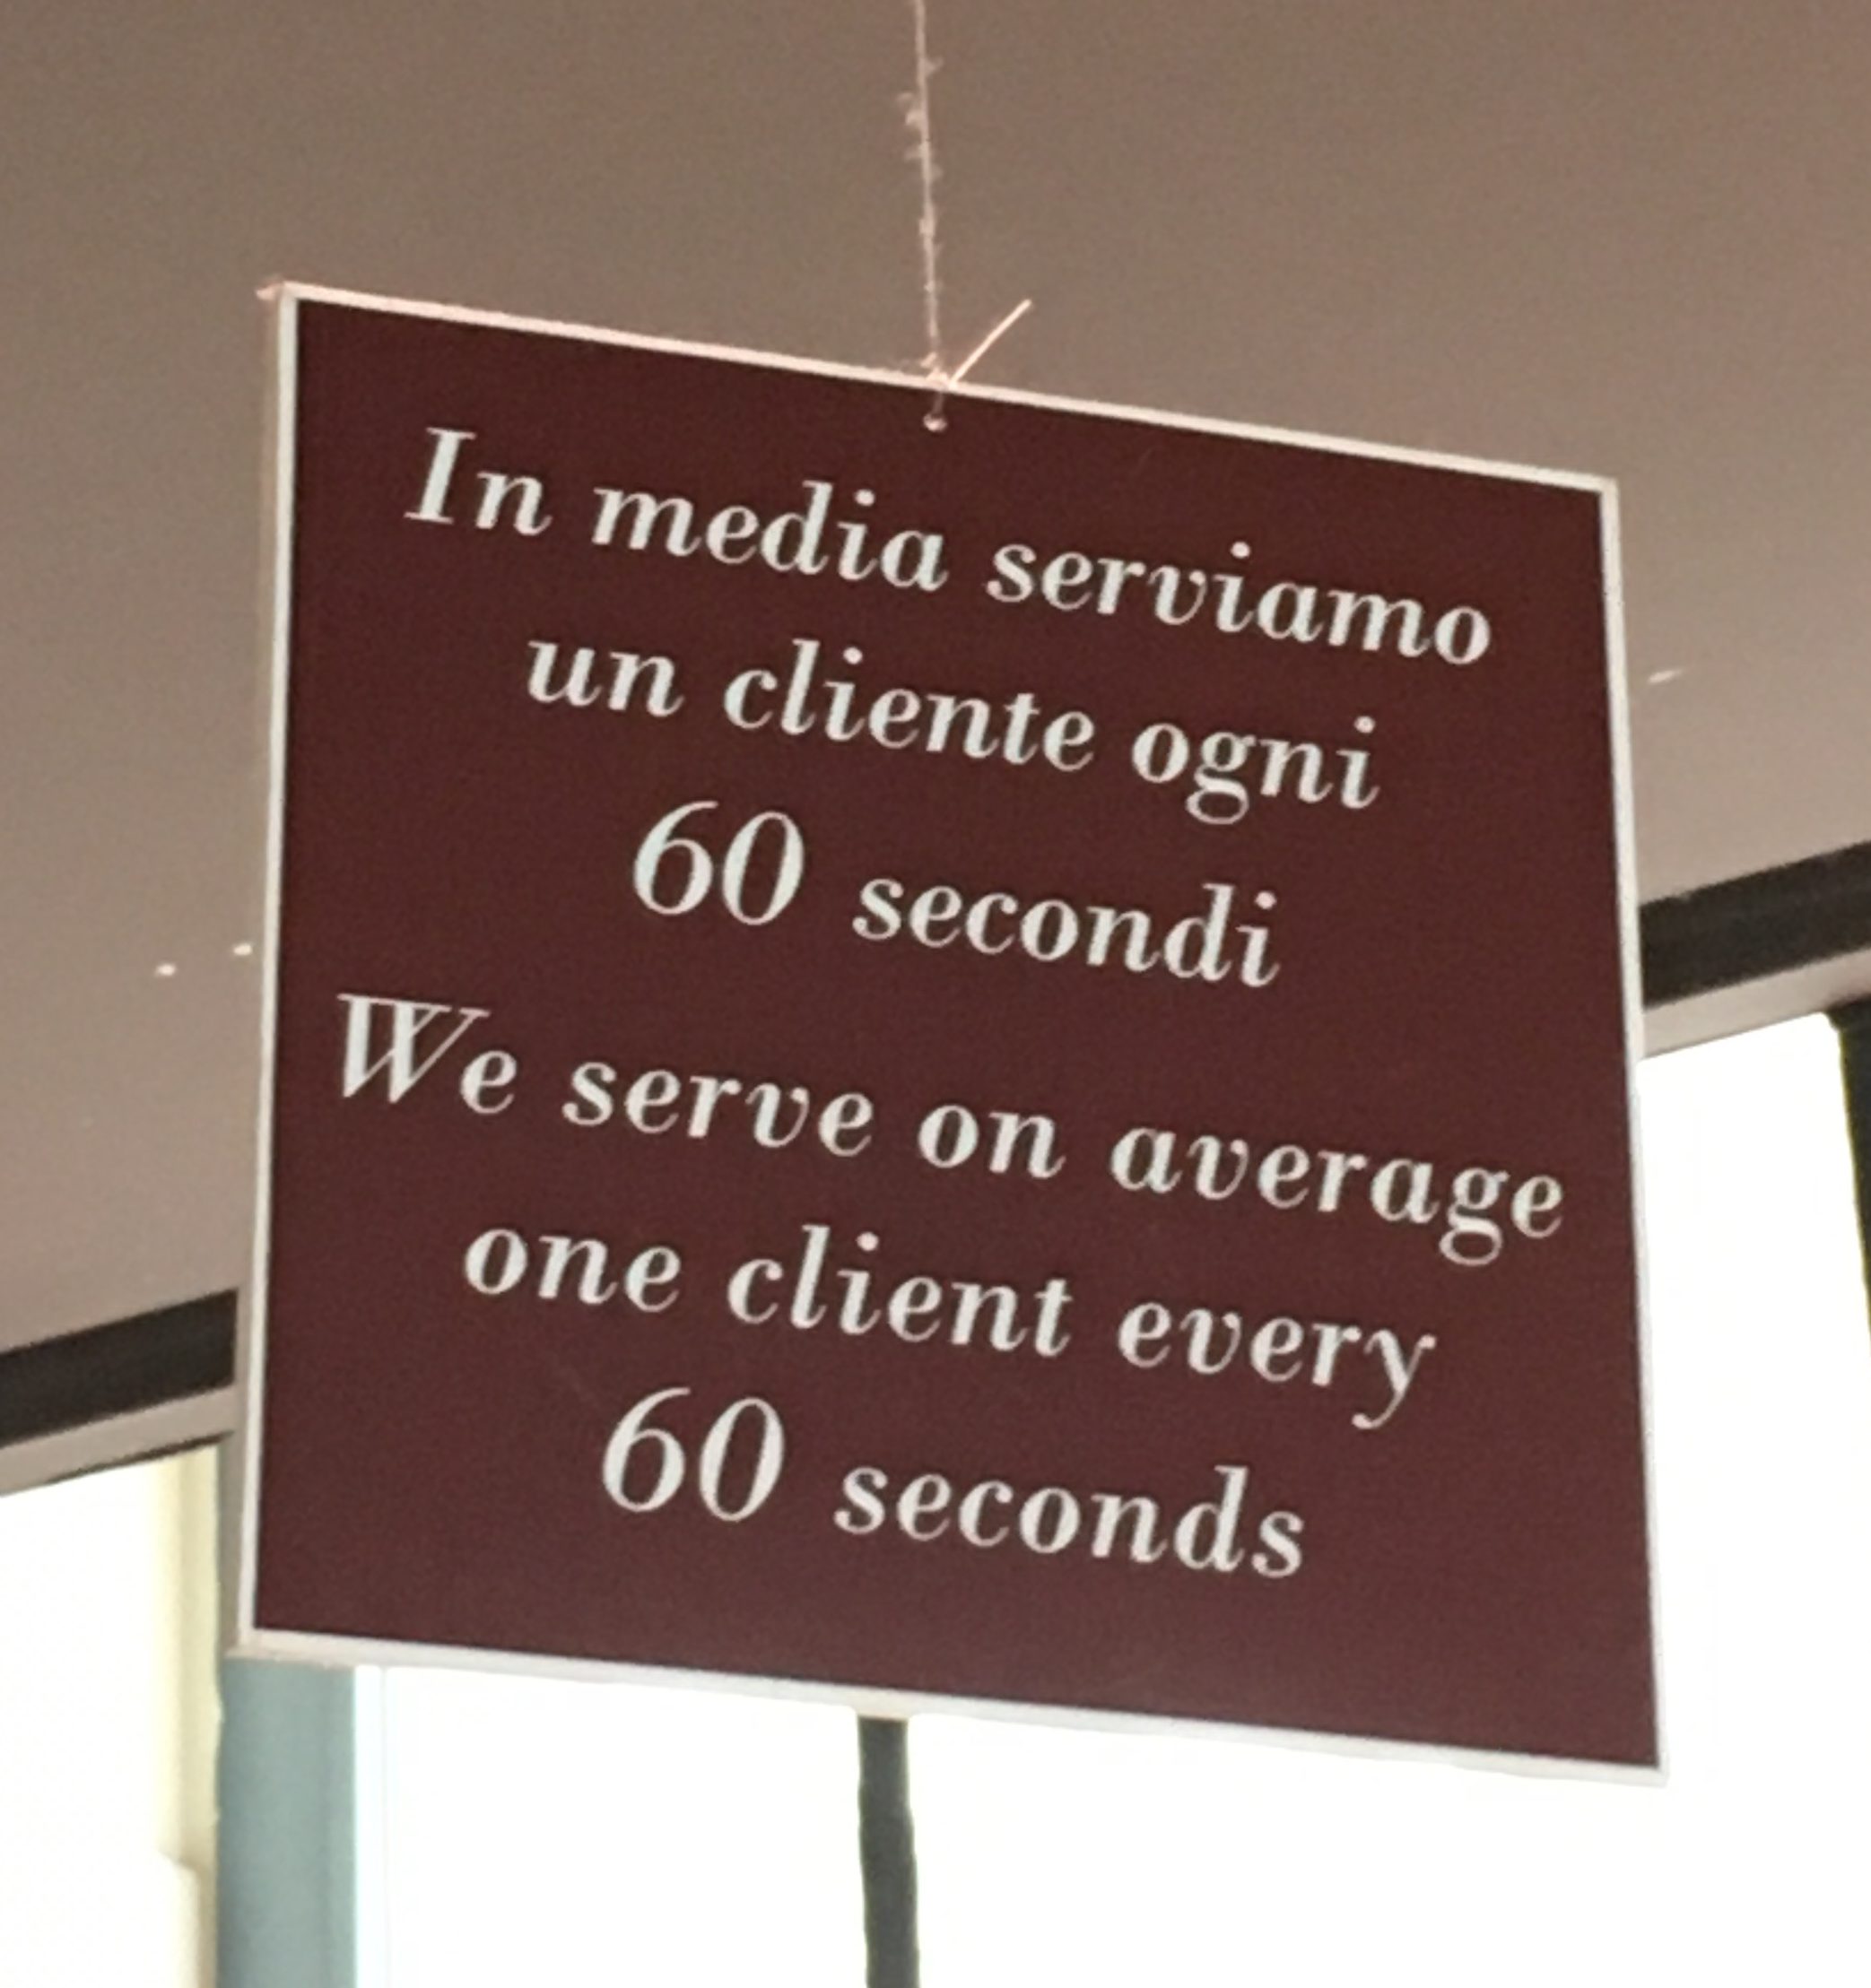 In media serviamo
un cliente ogni
60 secondi
We serve on average
one client every
60 seconds